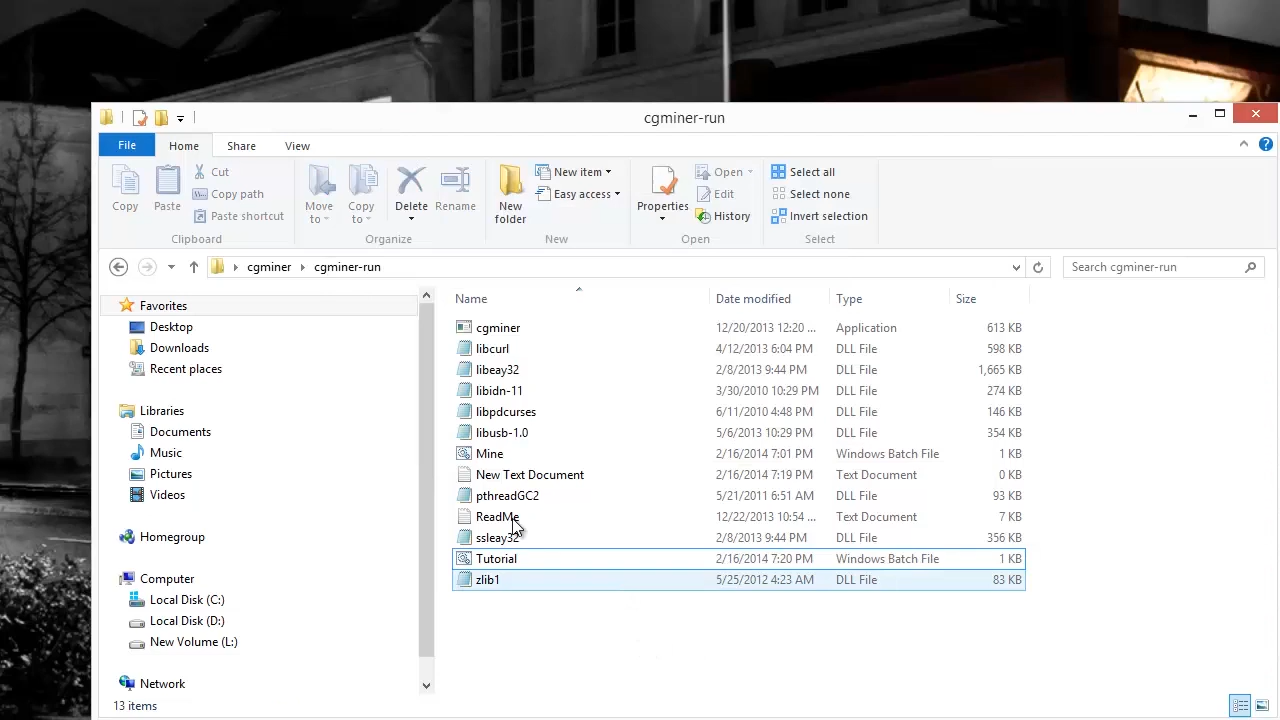 cgminer-run
File Home Share View
Copy Paste Cut Copy path Paste shortcut Clipboard
Move to Copy to Delete Rename Organize
New folder New item Easy access New
Properties Open Edit History Open
Select all Select none Invert selection Select
cgminer cgminer-run Search cgminer-run
Favorites
Desktop
Downloads
Recent places
Libraries
Documents
Music
Pictures
Videos
Homegroup
Computer
Local Disk (C:)
Local Disk (D:)
New Volume (L:)
Network
Name Date modified Type Size
cgminer 12/20/2013 12:20 ... Application 613 KB
libcurl 4/12/2013 6:04 PM DLL File 598 KB
libeay32 2/8/2013 9:44 PM DLL File 1,665 KB
libidn-11 3/30/2010 10:29 PM DLL File 274 KB
libpdcurses 6/11/2010 4:48 PM DLL File 146 KB
libusb-1.0 5/6/2013 10:29 PM DLL File 354 KB
Mine 2/16/2014 7:01 PM Windows Batch File 1 KB
New Text Document 2/16/2014 7:19 PM Text Document 0 KB
pthreadGC2 5/21/2011 6:51 AM DLL File 93 KB
ReadMe 12/22/2013 10:54 ... Text Document 7 KB
ssleay32 2/8/2013 9:44 PM DLL File 356 KB
Tutorial 2/16/2014 7:20 PM Windows Batch File 1 KB
zlib1 5/25/2012 4:23 AM DLL File 83 KB
13 items